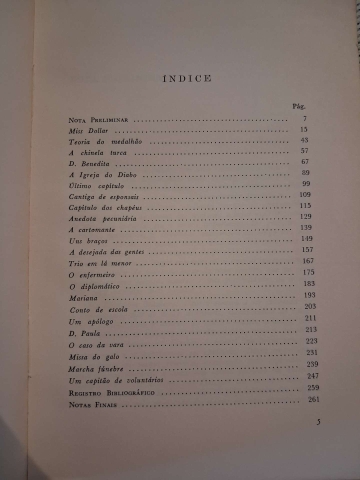 INDICE
Pág.
NOTA PRELIMINAR 7
Miss Dollar 15
Teoria do medalhão 43
A chinela turca 57
D. Benedita 67
A Igreja do Diabo 89
Último capítulo 99
Cantiga de esponsais 109
Capítulo dos chapéus 115
Anedota pecuniária 129
A cartomante 139
Uns braços 149
A desejada das gentes 157
Trio em lá menor 167
O enfermeiro 175
O diplomático 183
Mariana 193
Conto de escola 203
Um apólogo 211
D. Paula 213
O caso da vara 223
Missa do galo 231
Marcha fúnebre 239
Um capitão de voluntários 247
REGISTRO BIBLIOGRÁFICO 259
NOTAS FINAIS 261
5